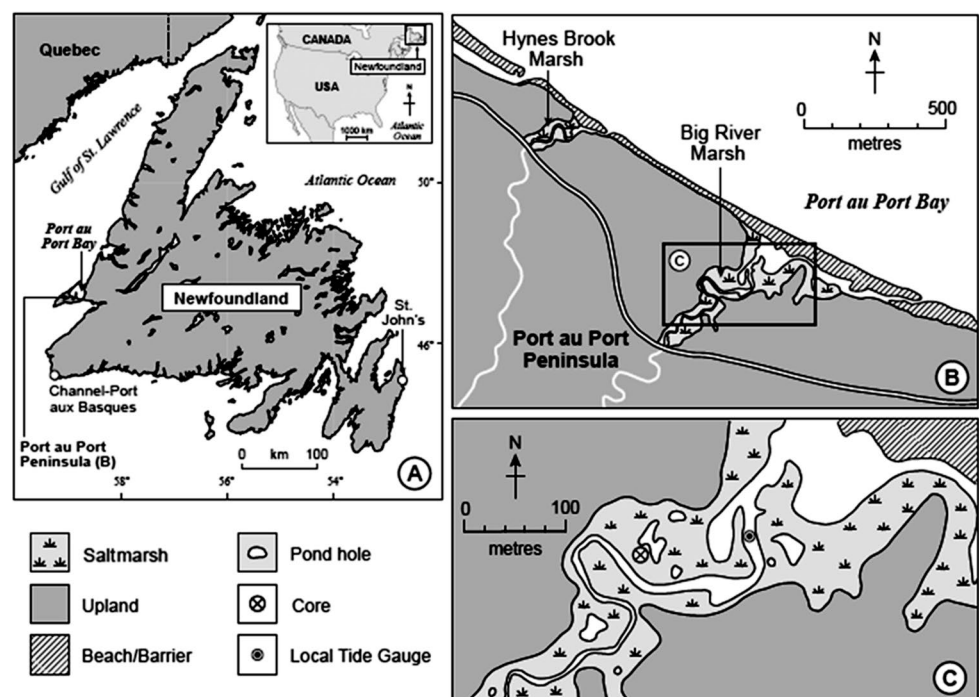 Quebec
CANADA
Newfoundland
USA
N
1000 km
Atlantic
Ocean
Gulf of St. Lawrence
Atlantic Ocean
50°
Port au
Port Bay
Newfoundland
St.
John's
46°
Channel-Port
aux Basques
Port au Port
Peninsula (B)
0 km 100
A
58°
56°
54°
Hynes Brook
Marsh
N
0 500
metres
Big River
Marsh
Port au Port Bay
C
Port au Port
Peninsula
B
N
0 100
metres
C
Saltmarsh
Pond hole
Upland
Core
Beach/Barrier
Local Tide Gauge